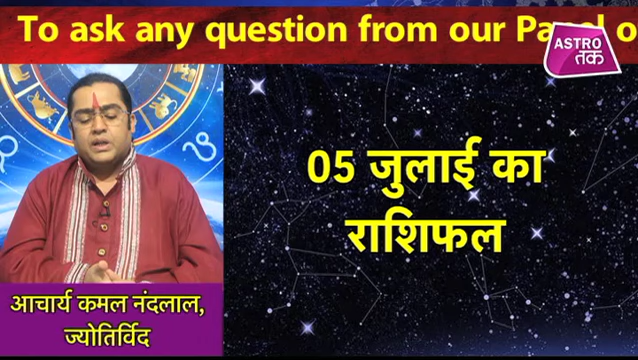 To ask any question from our Panel o
ASTRO
तक
05 जुलाई का
राशिफल
आचार्य कमल नंदलाल,
ज्योतिर्विद